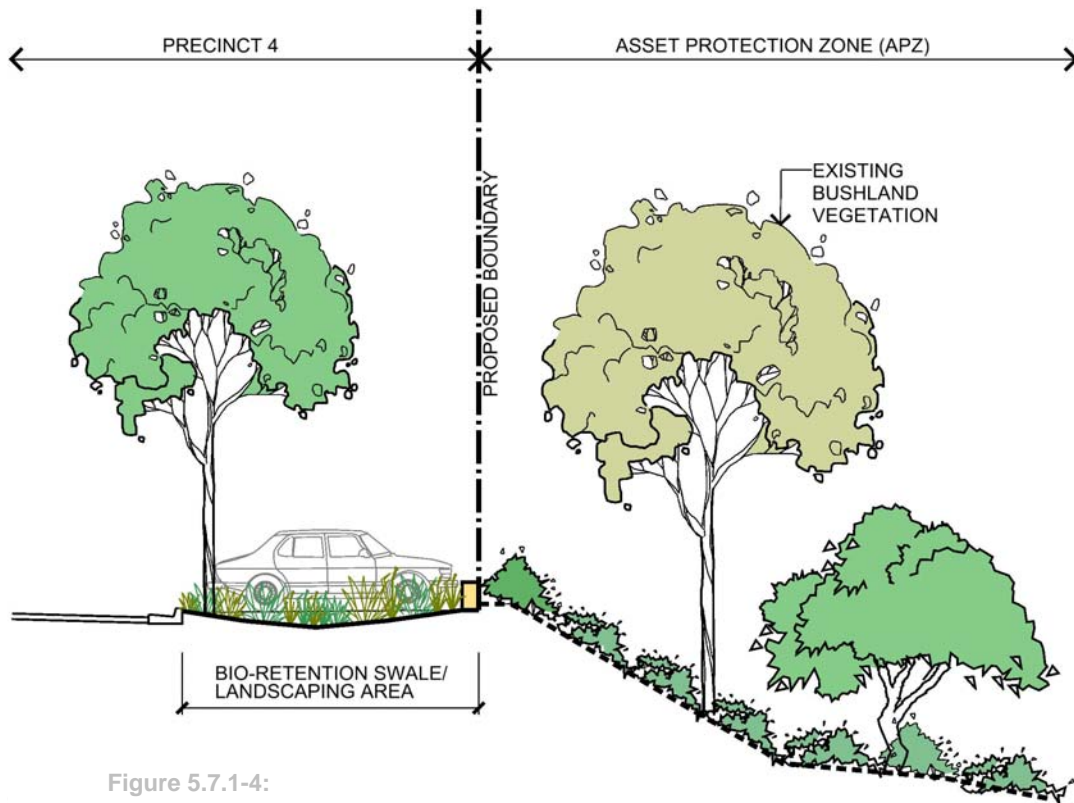 PRECINCT 4
ASSET PROTECTION ZONE (APZ)
PROPOSED BOUNDARY
EXISTING
BUSHLAND
VEGETATION
BIO-RETENTION SWALE/
LANDSCAPING AREA
Figure 5.7.1-4: